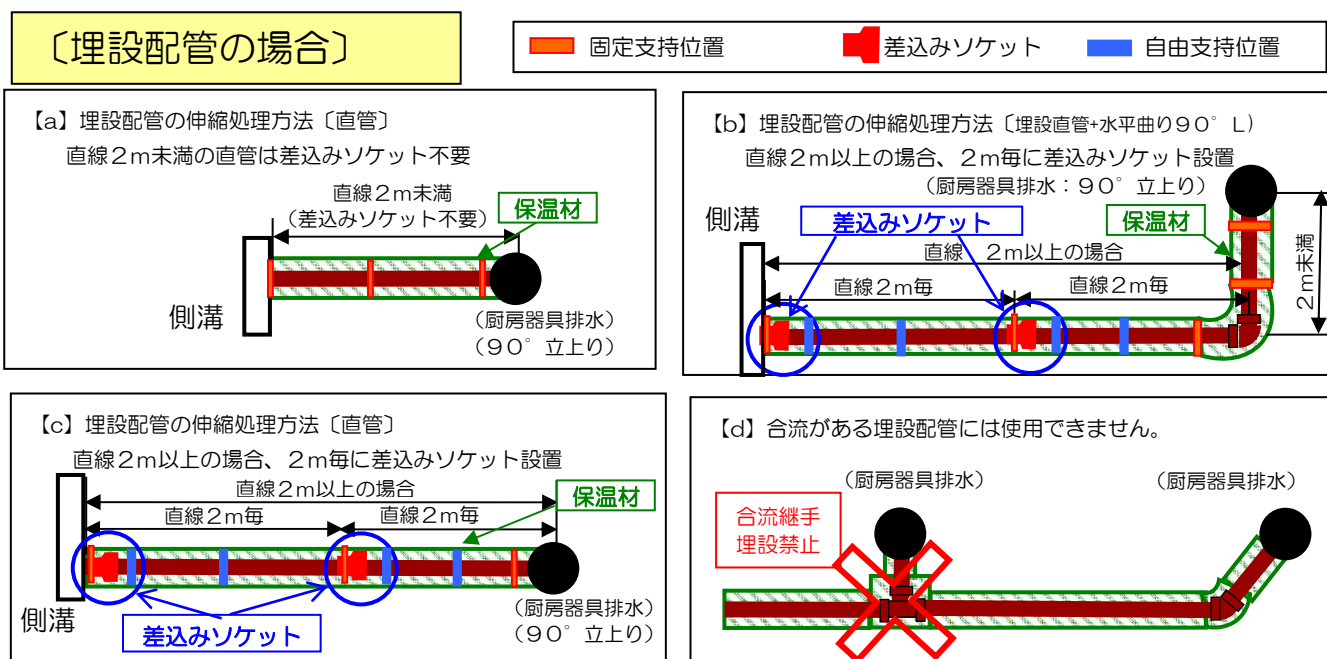 〔埋設配管の場合〕
固定支持位置
差込みソケット
自由支持位置
【a】埋設配管の伸縮処理方法〔直管〕
直線2m未満の直管は差込みソケット不要
直線2m未満
(差込みソケット不要)
保温材
側溝
(厨房器具排水)
(90°立上り)
【b】埋設配管の伸縮処理方法〔埋設直管+水平曲り90°L)
直線2m以上の場合、2m毎に差込みソケット設置
(厨房器具排水:90°立上り)
側溝
差込みソケット
保温材
直線 2m以上の場合
直線2m毎
直線2m毎
2m未満
【c】埋設配管の伸縮処理方法〔直管〕
直線2m以上の場合、2m毎に差込みソケット設置
直線2m以上の場合
保温材
直線2m毎
直線2m毎
側溝
差込みソケット
(厨房器具排水)
(90°立上り)
【d】合流がある埋設配管には使用できません。
(厨房器具排水)
(厨房器具排水)
合流継手
埋設禁止